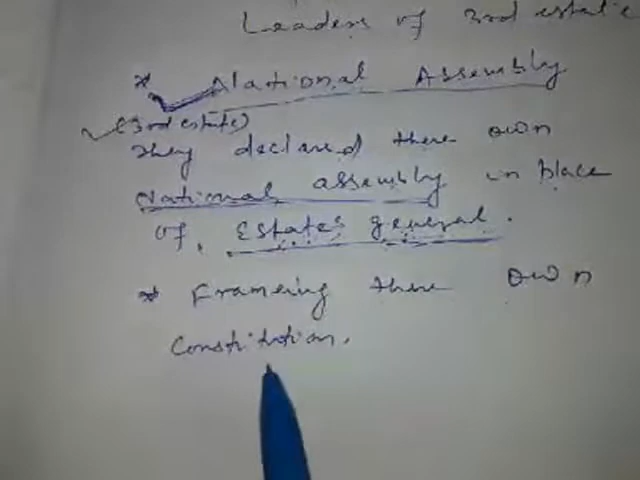 Leaders of 3rd estate
* National Assembly
(3rd estate)
They declared there own
National assembly in place
of, Estates general.
* Frameing there own
Constitution.